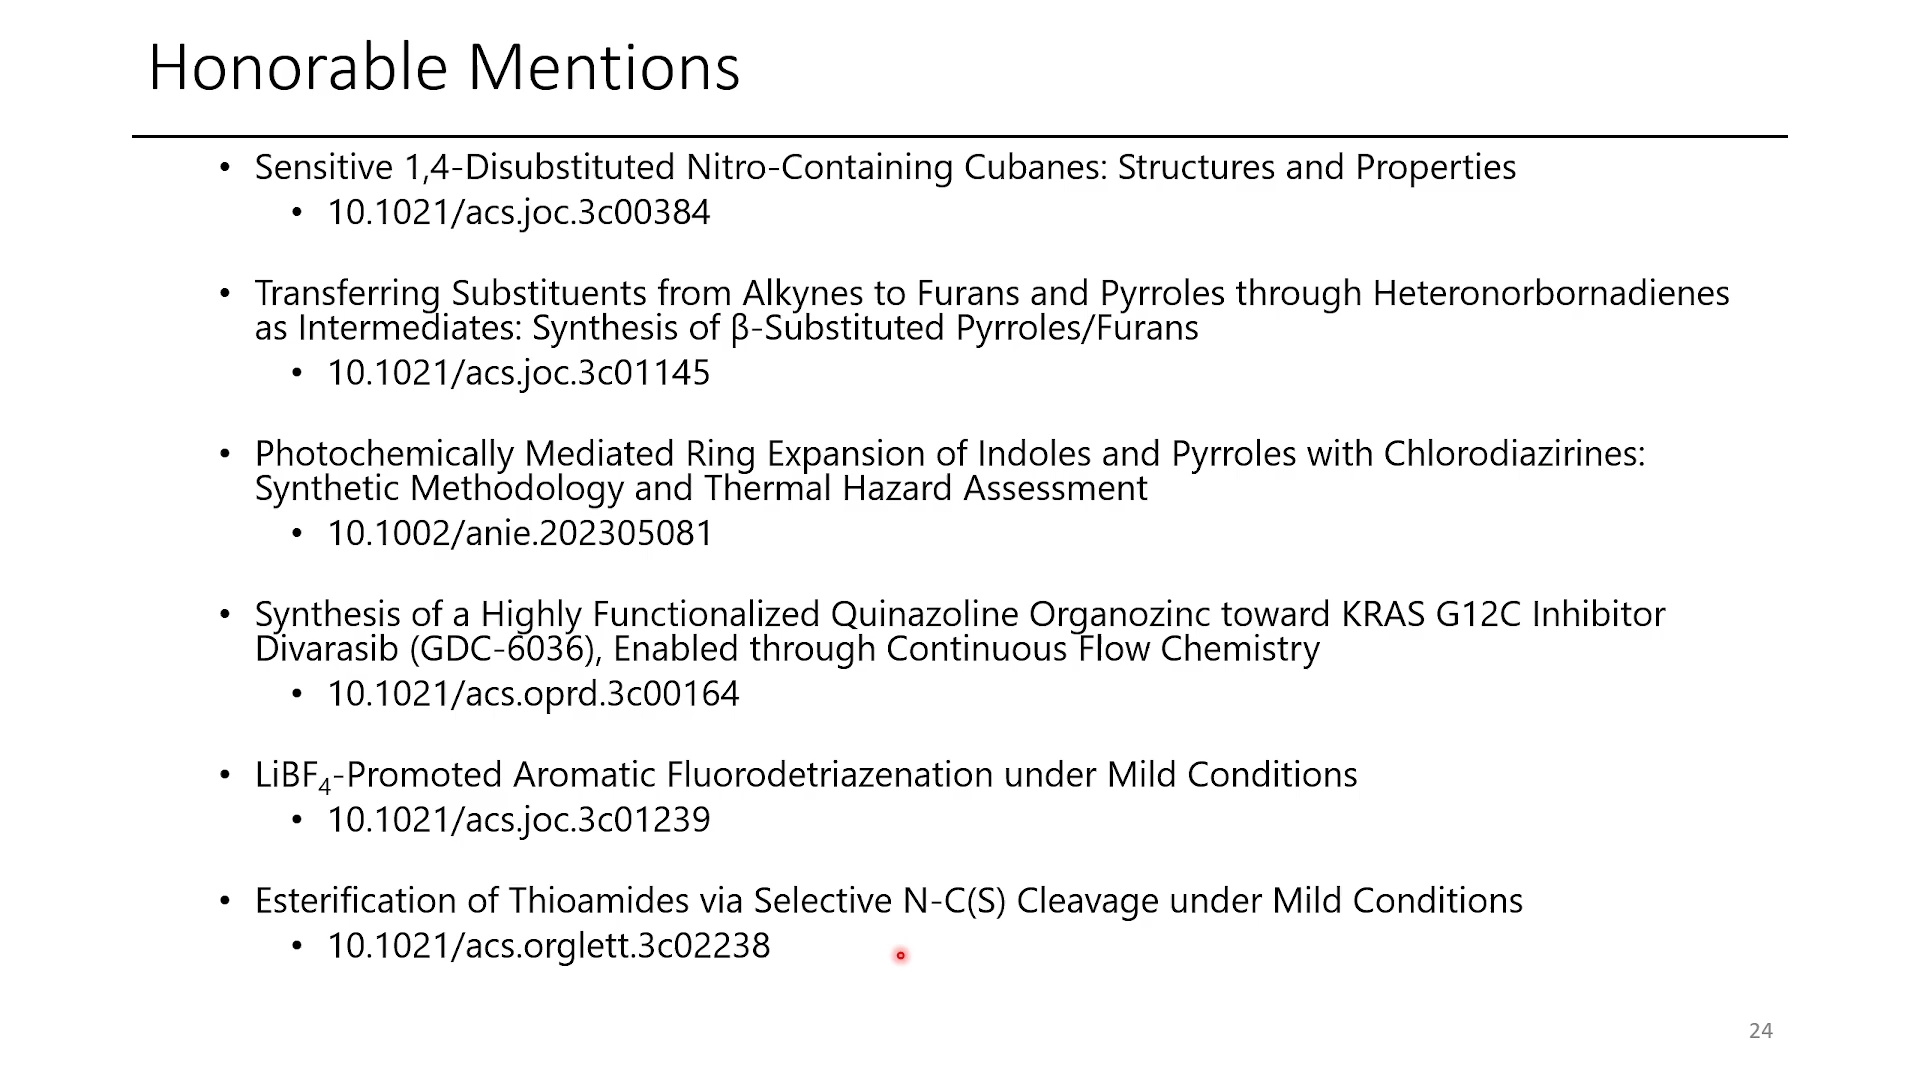 Honorable Mentions
• Sensitive 1,4-Disubstituted Nitro-Containing Cubanes: Structures and Properties
• 10.1021/acs.joc.3c00384
• Transferring Substituents from Alkynes to Furans and Pyrroles through Heteronorbornadienes
as Intermediates: Synthesis of β-Substituted Pyrroles/Furans
• 10.1021/acs.joc.3c01145
• Photochemically Mediated Ring Expansion of Indoles and Pyrroles with Chlorodiazirines:
Synthetic Methodology and Thermal Hazard Assessment
• 10.1002/anie.202305081
• Synthesis of a Highly Functionalized Quinazoline Organozinc toward KRAS G12C Inhibitor
Divarasib (GDC-6036), Enabled through Continuous Flow Chemistry
• 10.1021/acs.oprd.3c00164
• LiBF₄-Promoted Aromatic Fluorodetriazenation under Mild Conditions
• 10.1021/acs.joc.3c01239
• Esterification of Thioamides via Selective N-C(S) Cleavage under Mild Conditions
• 10.1021/acs.orglett.3c02238
24